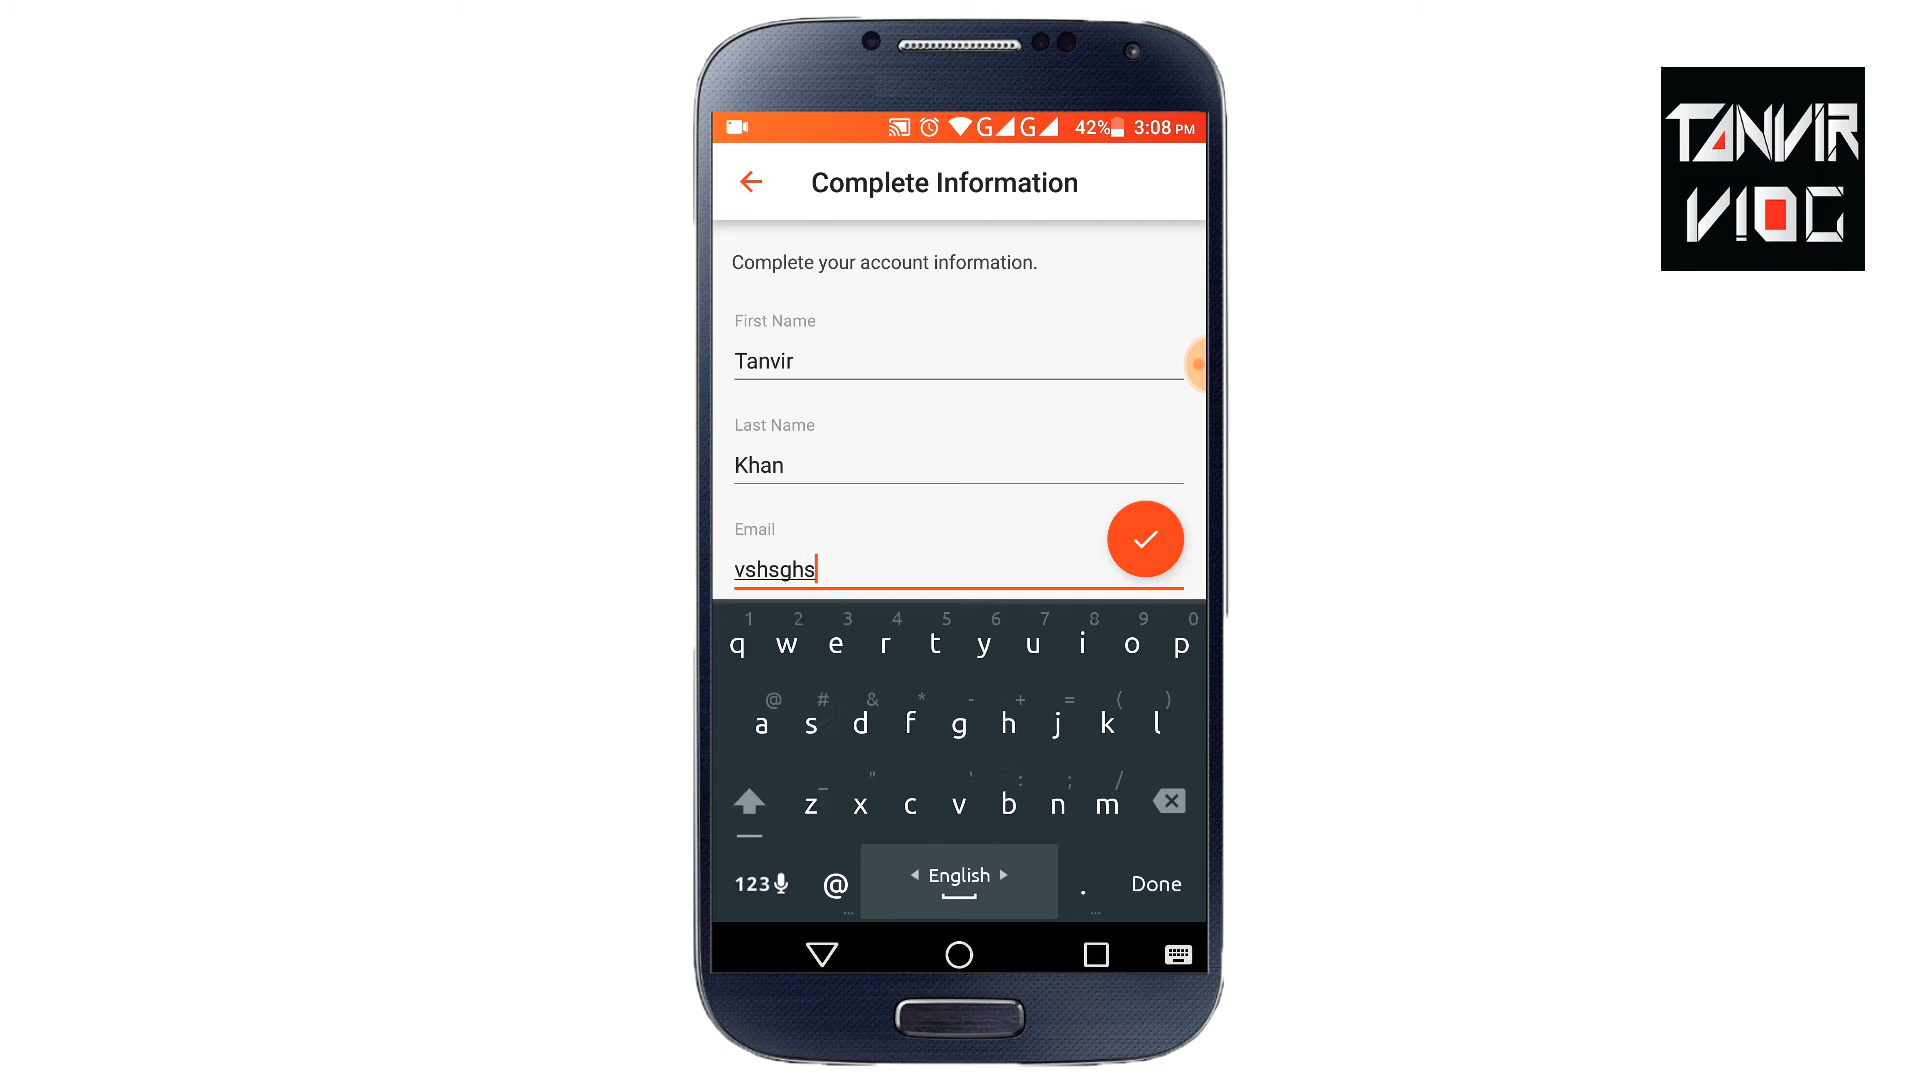 42% 3:08 PM
TANVIR
VLOG
Complete Information
Complete your account information.
First Name
Tanvir
Last Name
Khan
Email
vshsghs
1 2 3 4 5 6 7 8 9 0
q w e r t y u i o p
@ # & * - + = ( )
a s d f g h j k l
_ " ' : ; /
z x c v b n m
123 @ English . Done